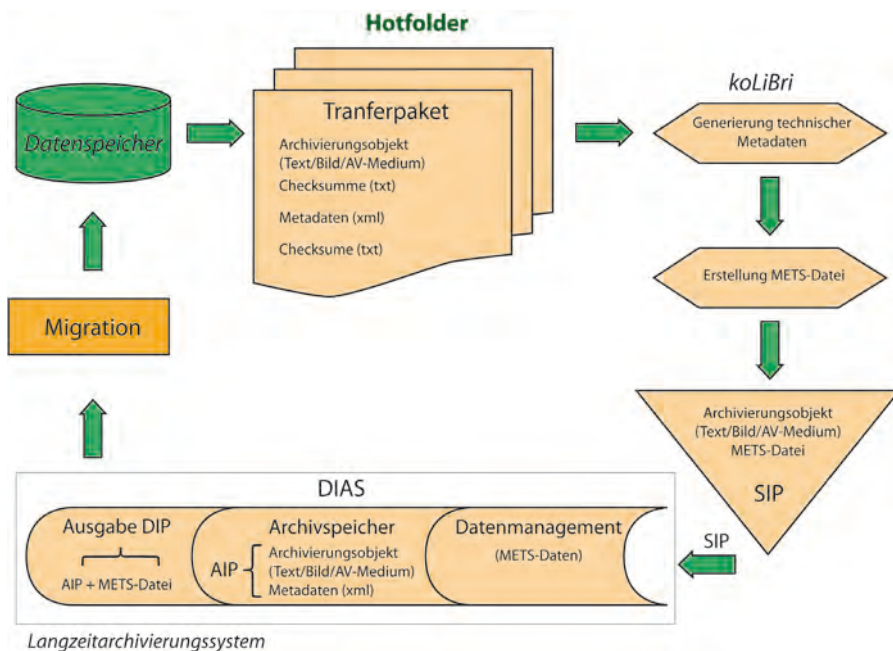 Hotfolder
Datenspeicher
Tranferpaket
Archivierungsobjekt
(Text/Bild/AV-Medium)
Checksumme (txt)
Metadaten (xml)
Checksume (txt)
koLiBri
Generierung technischer
Metadaten
Erstellung METS-Datei
Archivierungsobjekt
(Text/Bild/AV-Medium)
METS-Datei
SIP
SIP
DIAS
Datenmanagement
(METS-Daten)
Archivspeicher
AIP
Archivierungsobjekt
(Text/Bild/AV-Medium)
Metadaten (xml)
Ausgabe DIP
AIP + METS-Datei
Langzeitarchivierungssystem
Migration